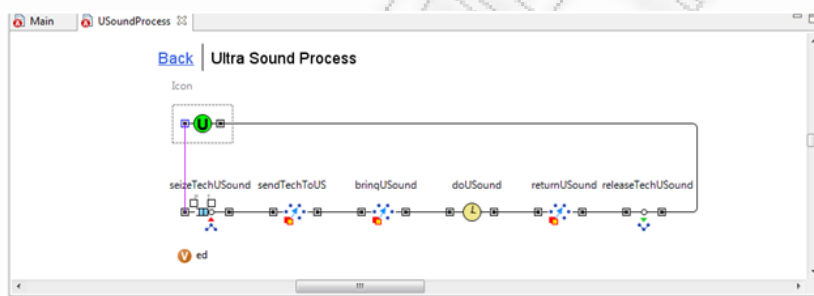 Main USoundProcess
Back Ultra Sound Process
Icon
U
seizeTechUSound sendTechToUS bringUSound doUSound returnUSound releaseTechUSound
V ed